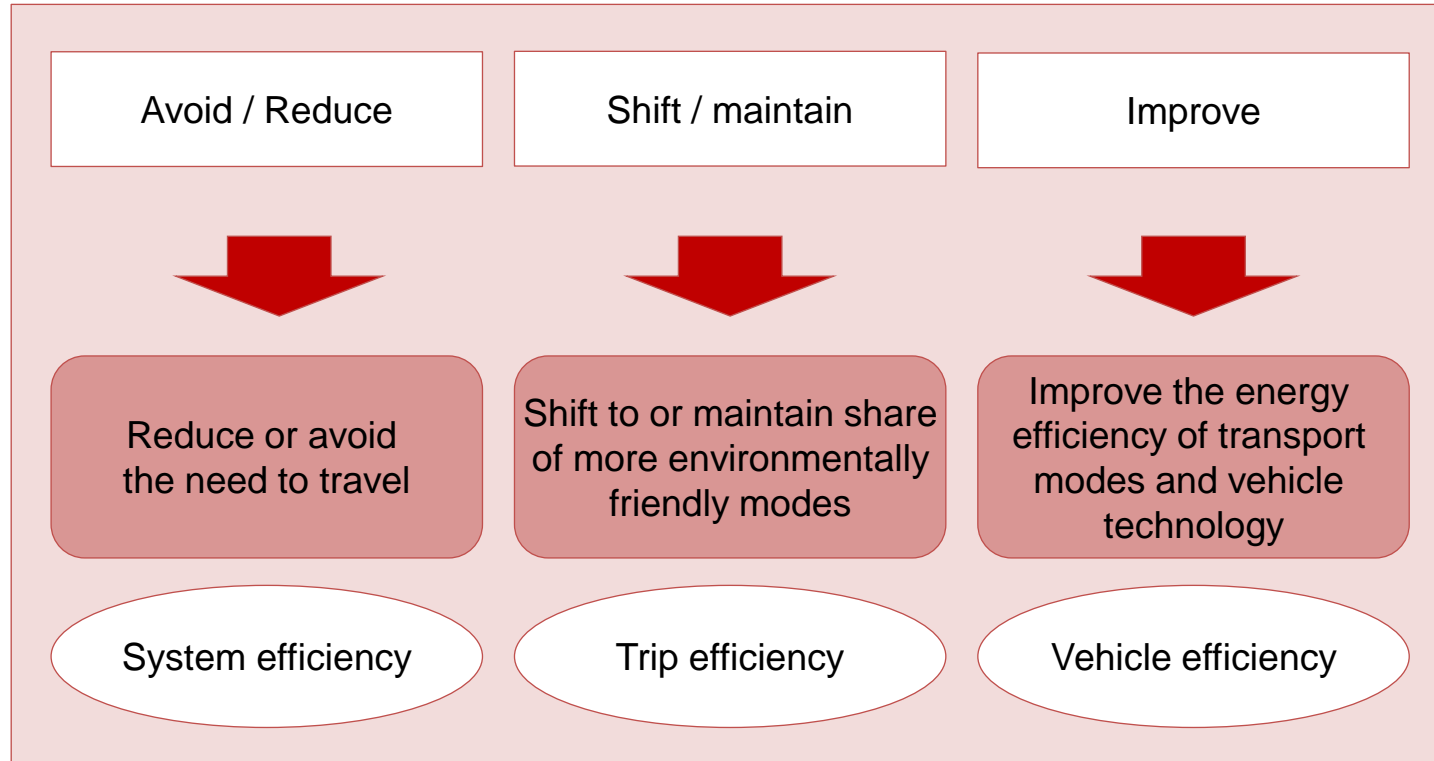 Avoid / Reduce
Shift / maintain
Improve
Reduce or avoid
the need to travel
Shift to or maintain share
of more environmentally
friendly modes
Improve the energy
efficiency of transport
modes and vehicle
technology
System efficiency
Trip efficiency
Vehicle efficiency